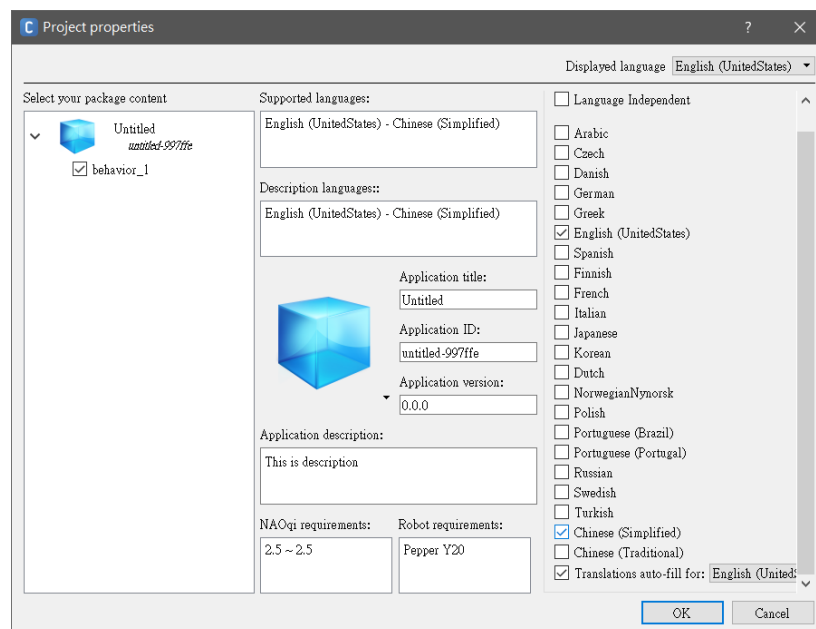 Project properties
Displayed language English (UnitedStates)
Select your package content
Untitled
untitled-997ffe
behavior_1
Supported languages:
English (UnitedStates) - Chinese (Simplified)
Description languages::
English (UnitedStates) - Chinese (Simplified)
Application title:
Untitled
Application ID:
untitled-997ffe
Application version:
0.0.0
Application description:
This is description
NAOqi requirements:
2.5 ~ 2.5
Robot requirements:
Pepper Y20
Language Independent
Arabic
Czech
Danish
German
Greek
English (UnitedStates)
Spanish
Finnish
French
Italian
Japanese
Korean
Dutch
NorwegianNynorsk
Polish
Portuguese (Brazil)
Portuguese (Portugal)
Russian
Swedish
Turkish
Chinese (Simplified)
Chinese (Traditional)
Translations auto-fill for: English (United
OK
Cancel